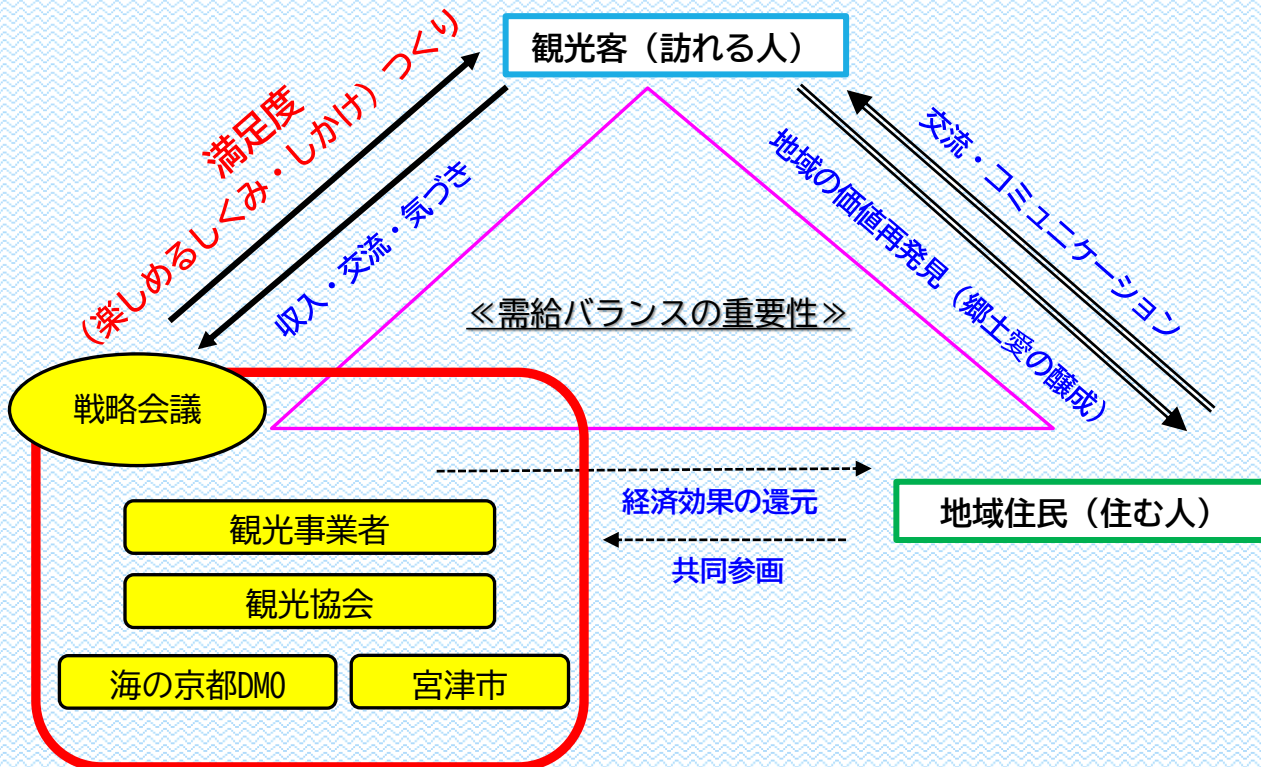 観光客（訪れる人）
満足度
（楽しめるしくみ・しかけ）つくり
収入・交流・気づき
交流・コミュニケーション
地域の価値再発見（郷土愛の醸成）
≪需給バランスの重要性≫
戦略会議
経済効果の還元
共同参画
地域住民（住む人）
観光事業者
観光協会
海の京都DMO
宮津市